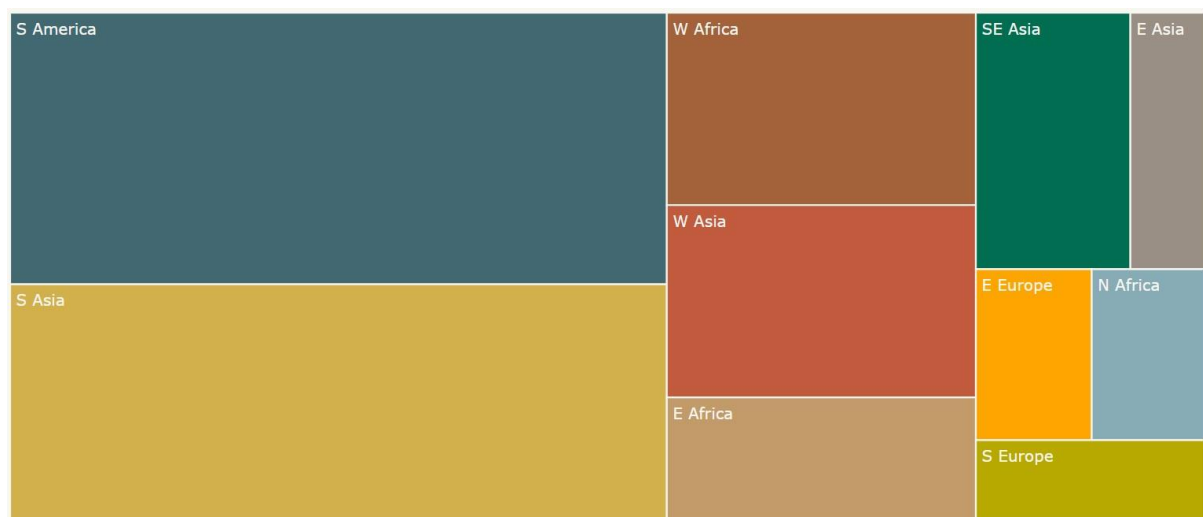 S America
S Asia
W Africa
W Asia
E Africa
SE Asia
E Asia
E Europe
N Africa
S Europe